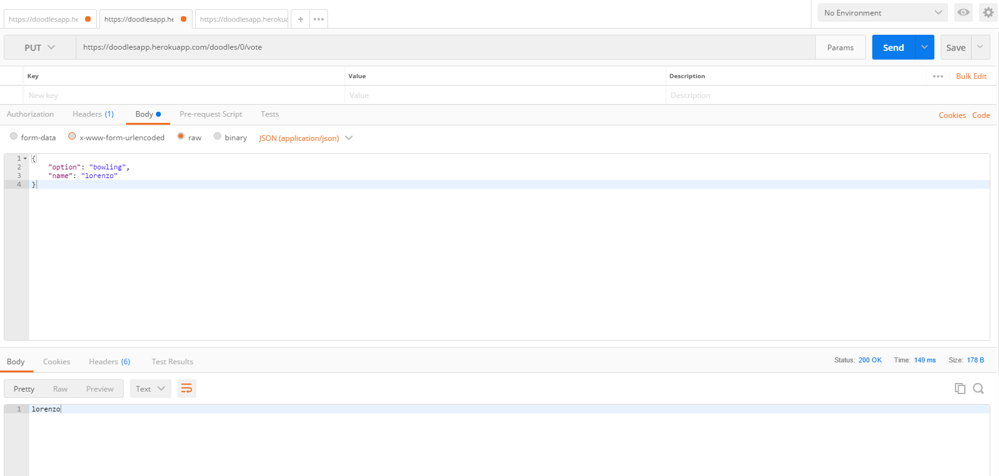 https://doodlesapp.he https://doodlesapp.he https://doodlesapp.herokua + ••• No Environment
PUT https://doodlesapp.herokuapp.com/doodles/0/vote Params Send Save
Key Value Description ••• Bulk Edit
New key Value Description
Authorization Headers (1) Body Pre-request Script Tests Cookies Code
form-data x-www-form-urlencoded raw binary JSON (application/json)
1 {
2 "option": "bowling",
3 "name": "lorenzo"
4 }
Body Cookies Headers (6) Test Results Status: 200 OK Time: 149 ms Size: 178 B
Pretty Raw Preview Text
1 lorenzo